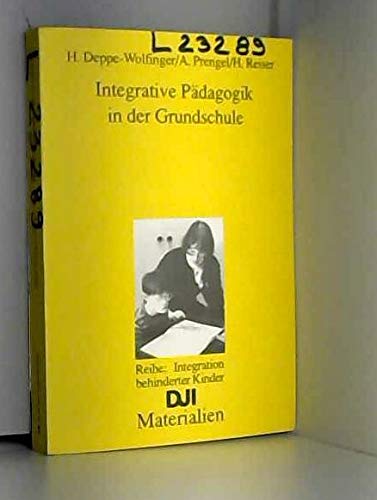 L 23289
H. Deppe-Wolfinger/A. Prengel/H. Reiser
Integrative Pädagogik
in der Grundschule
Reihe: Integration
behinderter Kinder
DJI
Materialien
L 23289